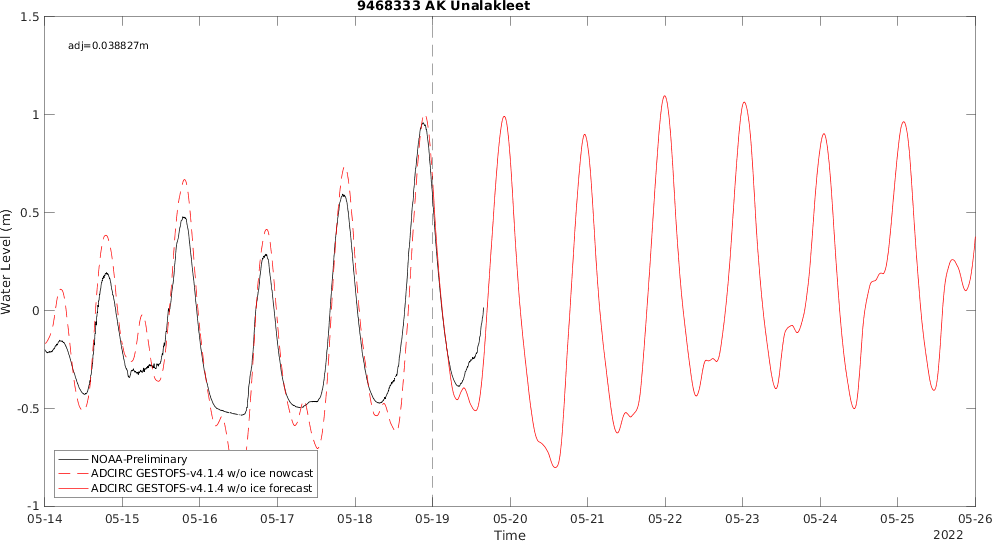 9468333 AK Unalakleet
adj=0.038827m
Water Level (m)
1.5
1
0.5
0
-0.5
-1
NOAA-Preliminary
ADCIRC GESTOFS-v4.1.4 w/o ice nowcast
ADCIRC GESTOFS-v4.1.4 w/o ice forecast
05-14 05-15 05-16 05-17 05-18 05-19 05-20 05-21 05-22 05-23 05-24 05-25 05-26
Time
2022